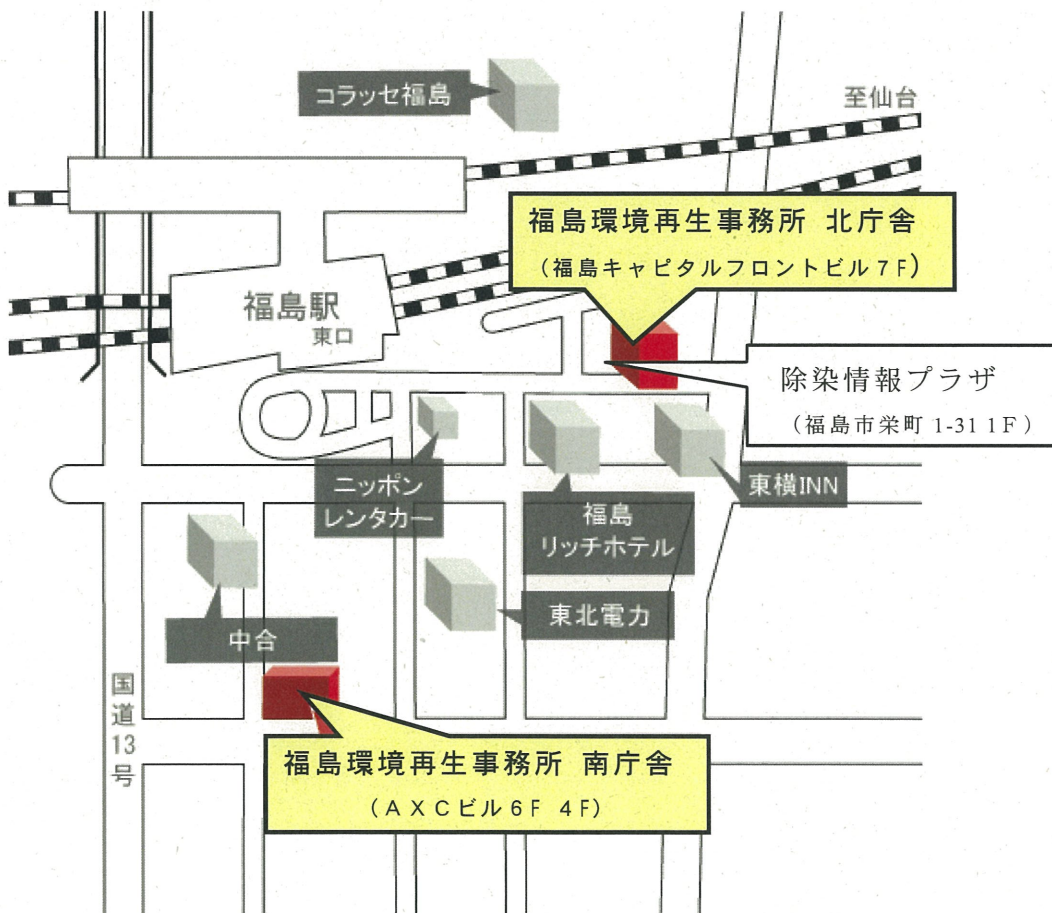 コラッセ福島
至仙台
福島環境再生事務所 北庁舎
(福島キャピタルフロントビル7F)
福島駅
東口
除染情報プラザ
(福島市栄町 1-31 1F)
ニッポン
レンタカー
福島
リッチホテル
東横INN
中合
東北電力
国道13号
福島環境再生事務所 南庁舎
(AXCビル6F 4F)